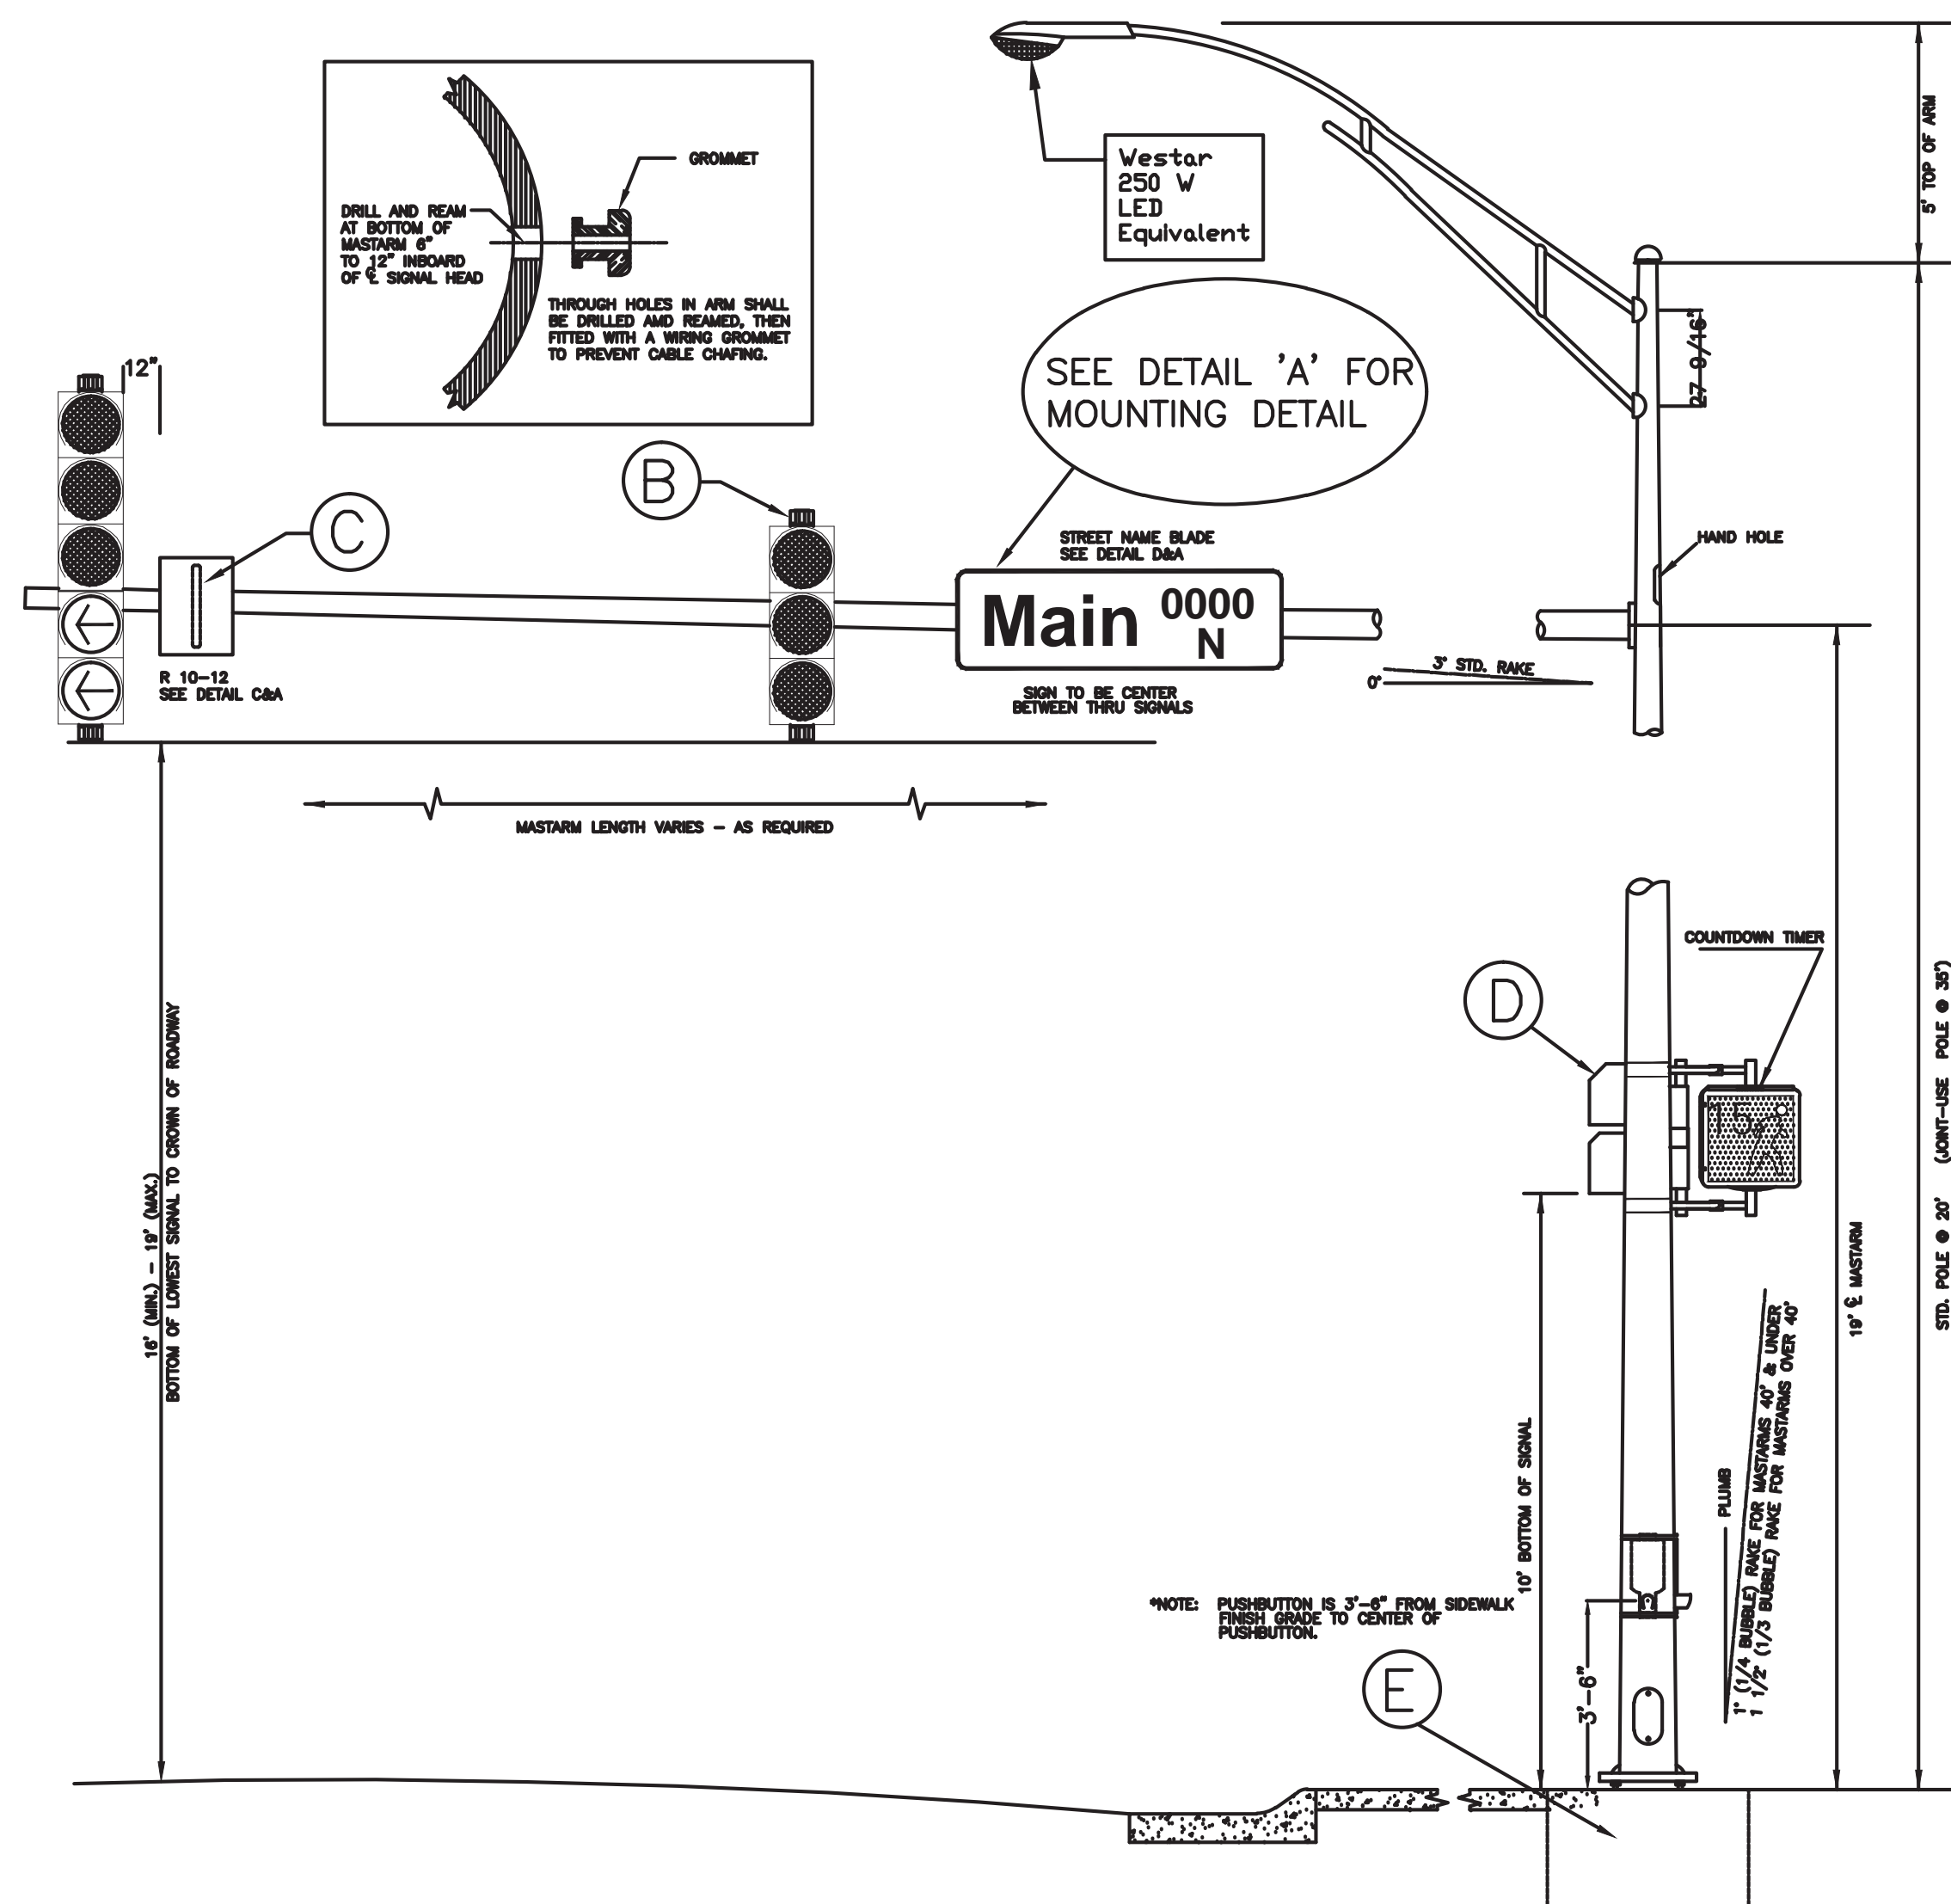 5' TOP OF ARM
GROMMET
DRILL AND REAM
AT BOTTOM OF
MASTARM 6"
TO 12" INBOARD
OF ℄ SIGNAL HEAD
THROUGH HOLES IN ARM SHALL
BE DRILLED AMD REAMED, THEN
FITTED WITH A WIRING GROMMET
TO PREVENT CABLE CHAFING.
Westar
250 W
LED
Equivalent
27 9/16"
12"
SEE DETAIL 'A' FOR
MOUNTING DETAIL
B
C
STREET NAME BLADE
SEE DETAIL D&A
HAND HOLE
Main 0000
N
R 10-12
SEE DETAIL C&A
SIGN TO BE CENTER
BETWEEN THRU SIGNALS
3° STD. RAKE
0°
MASTARM LENGTH VARIES - AS REQUIRED
COUNTDOWN TIMER
D
16' (MIN.) - 19' (MAX.)
BOTTOM OF LOWEST SIGNAL TO CROWN OF ROADWAY
STD. POLE @ 20' (JOINT-USE POLE @ 35')
19' ℄ MASTARM
10' BOTTOM OF SIGNAL
PLUMB
1° (1/4 BUBBLE) RAKE FOR MASTARMS 40' & UNDER
1 1/2° (1/3 BUBBLE) RAKE FOR MASTARMS OVER 40'
*NOTE: PUSHBUTTON IS 3'-6" FROM SIDEWALK
FINISH GRADE TO CENTER OF
PUSHBUTTON.
3'-6"
E